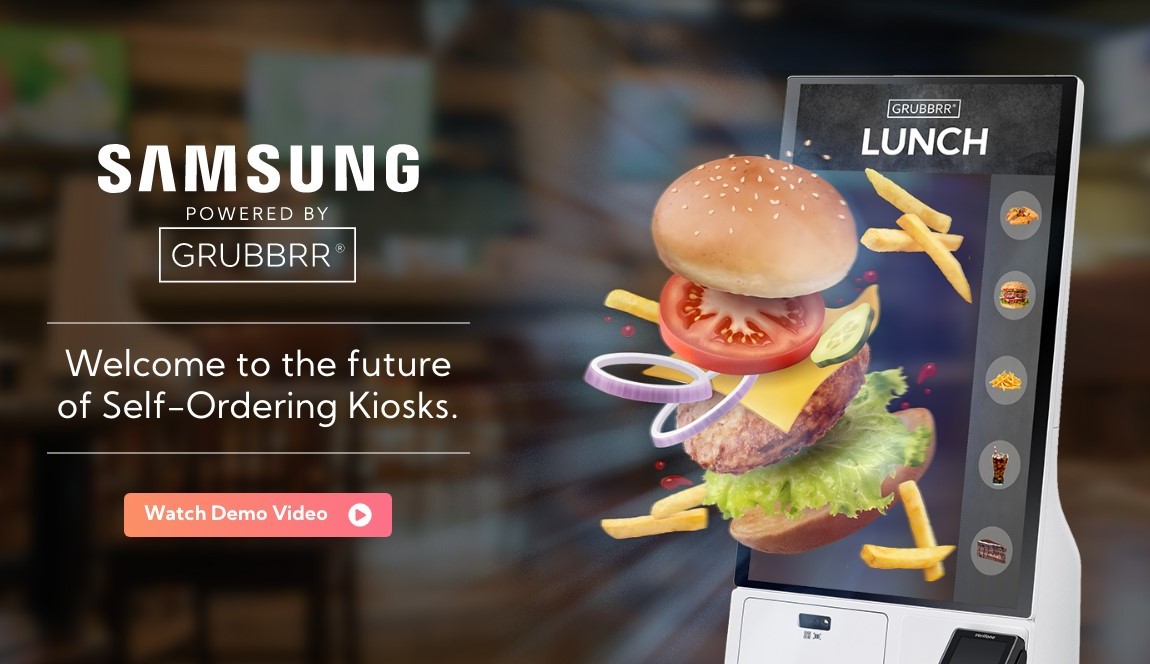 SAMSUNG
POWERED BY
GRUBBRR®
Welcome to the future
of Self-Ordering Kiosks.
Watch Demo Video
GRUBBRR®
LUNCH
Verifone